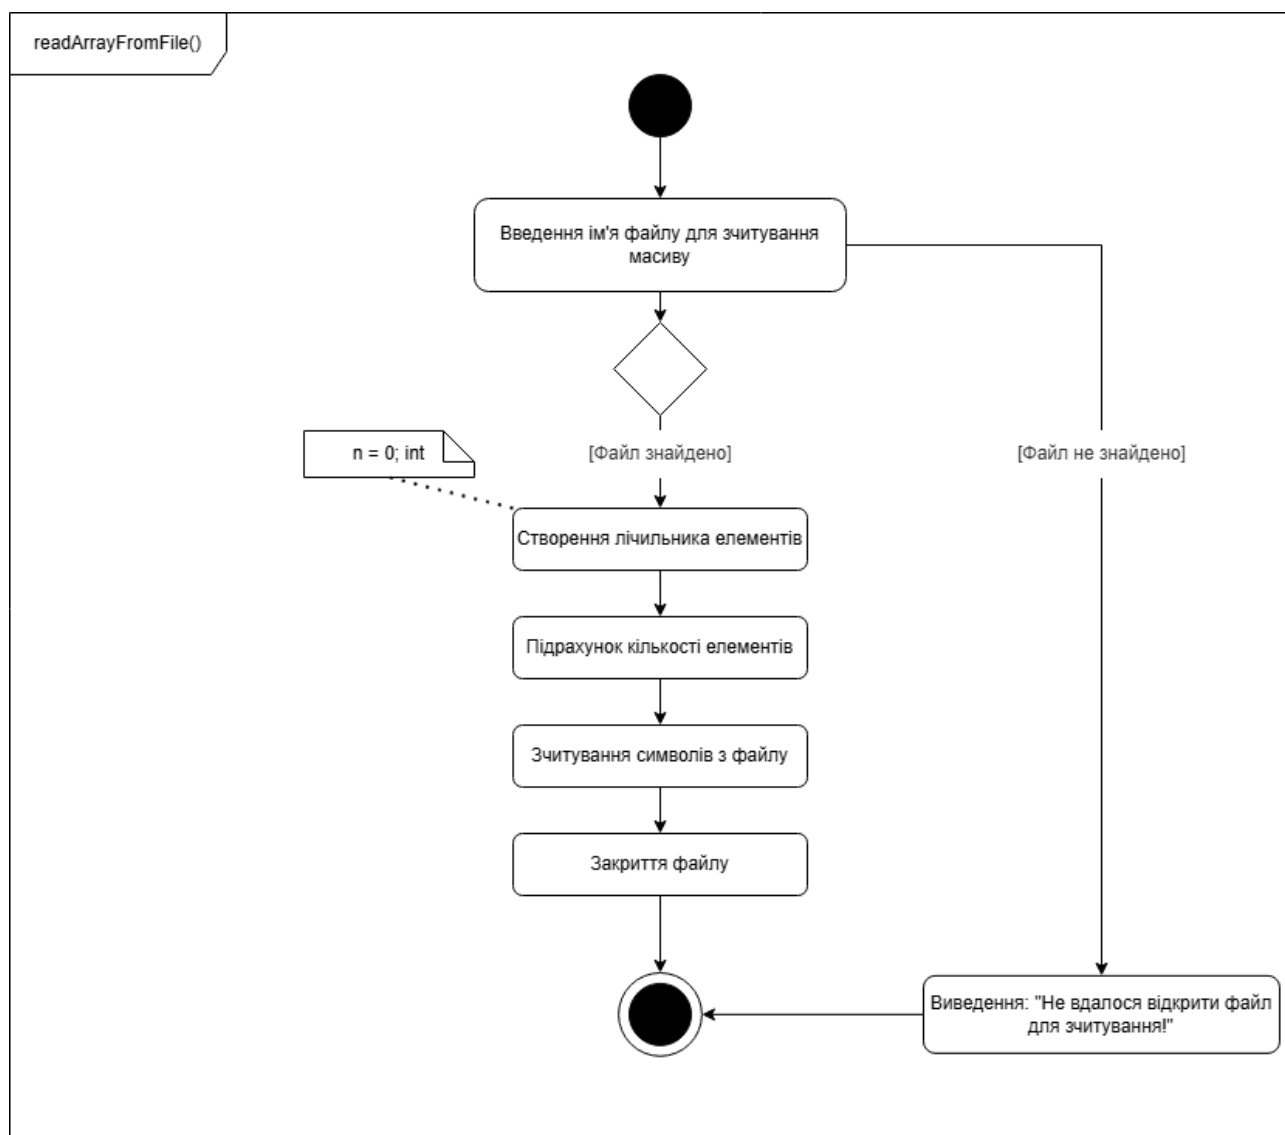 readArrayFromFile()
Введення ім'я файлу для зчитування
масиву
n = 0; int
[Файл знайдено]
[Файл не знайдено]
Створення лічильника елементів
Підрахунок кількості елементів
Зчитування символів з файлу
Закриття файлу
Виведення: "Не вдалося відкрити файл
для зчитування!"